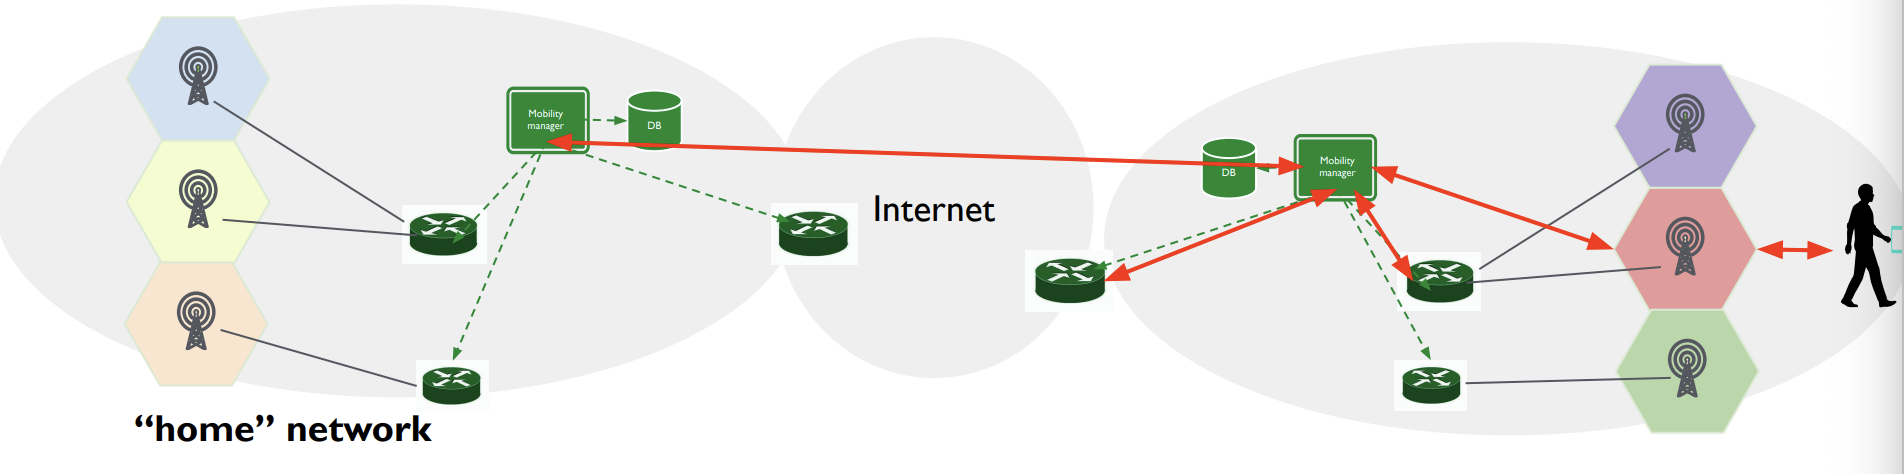 Mobility
manager
DB
Internet
DB
Mobility
manager
“home” network